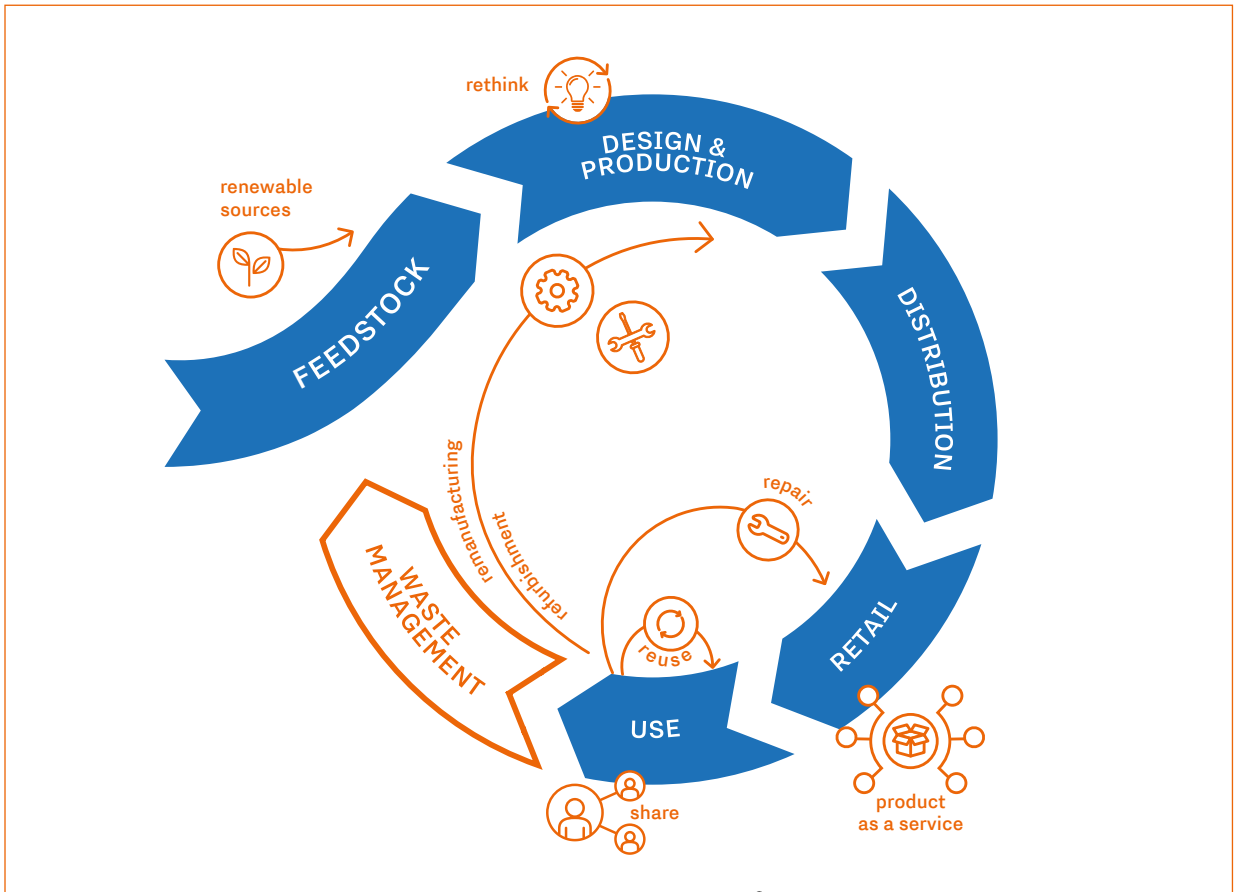 rethink
DESIGN &
PRODUCTION
renewable
sources
FEEDSTOCK
DISTRIBUTION
remanufacturing
refurbishment
repair
WASTE
MANAGEMENT
reuse
RETAIL
USE
share
product
as a service